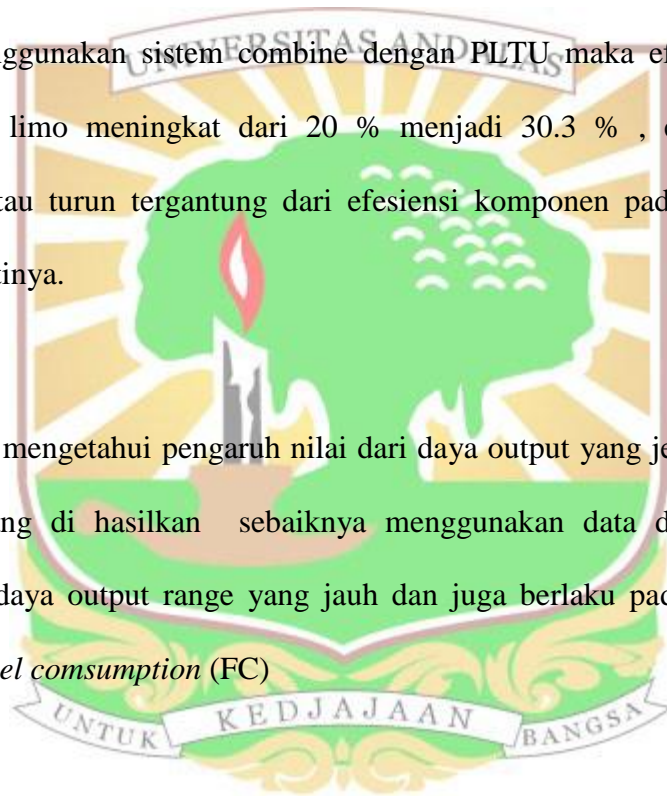 nggunakan sistem combine dengan PLTU maka ef
UNIVERSITAS ANDALAS
limo meningkat dari 20 % menjadi 30.3 % ,
tau turun tergantung dari efesiensi komponen pad
tinya.
mengetahui pengaruh nilai dari daya output yang je
ng di hasilkan sebaiknya menggunakan data d
daya output range yang jauh dan juga berlaku pad
el comsumption (FC)
UNTUK KEDJAJAAN BANGSA